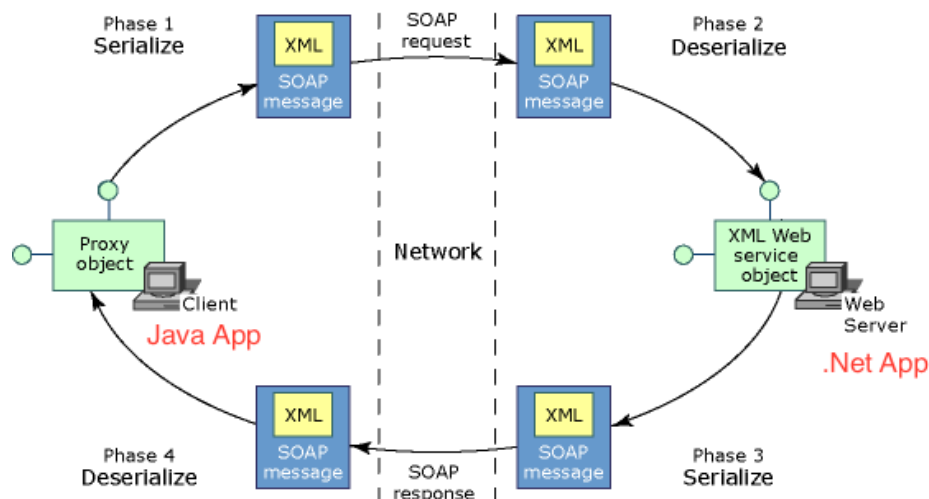 Phase 1
Serialize
XML
SOAP
message
SOAP
request
XML
SOAP
message
Phase 2
Deserialize
Proxy
object
Client
Java App
Network
XML Web
service
object
Web
Server
.Net App
Phase 4
Deserialize
XML
SOAP
message
SOAP
response
XML
SOAP
message
Phase 3
Serialize